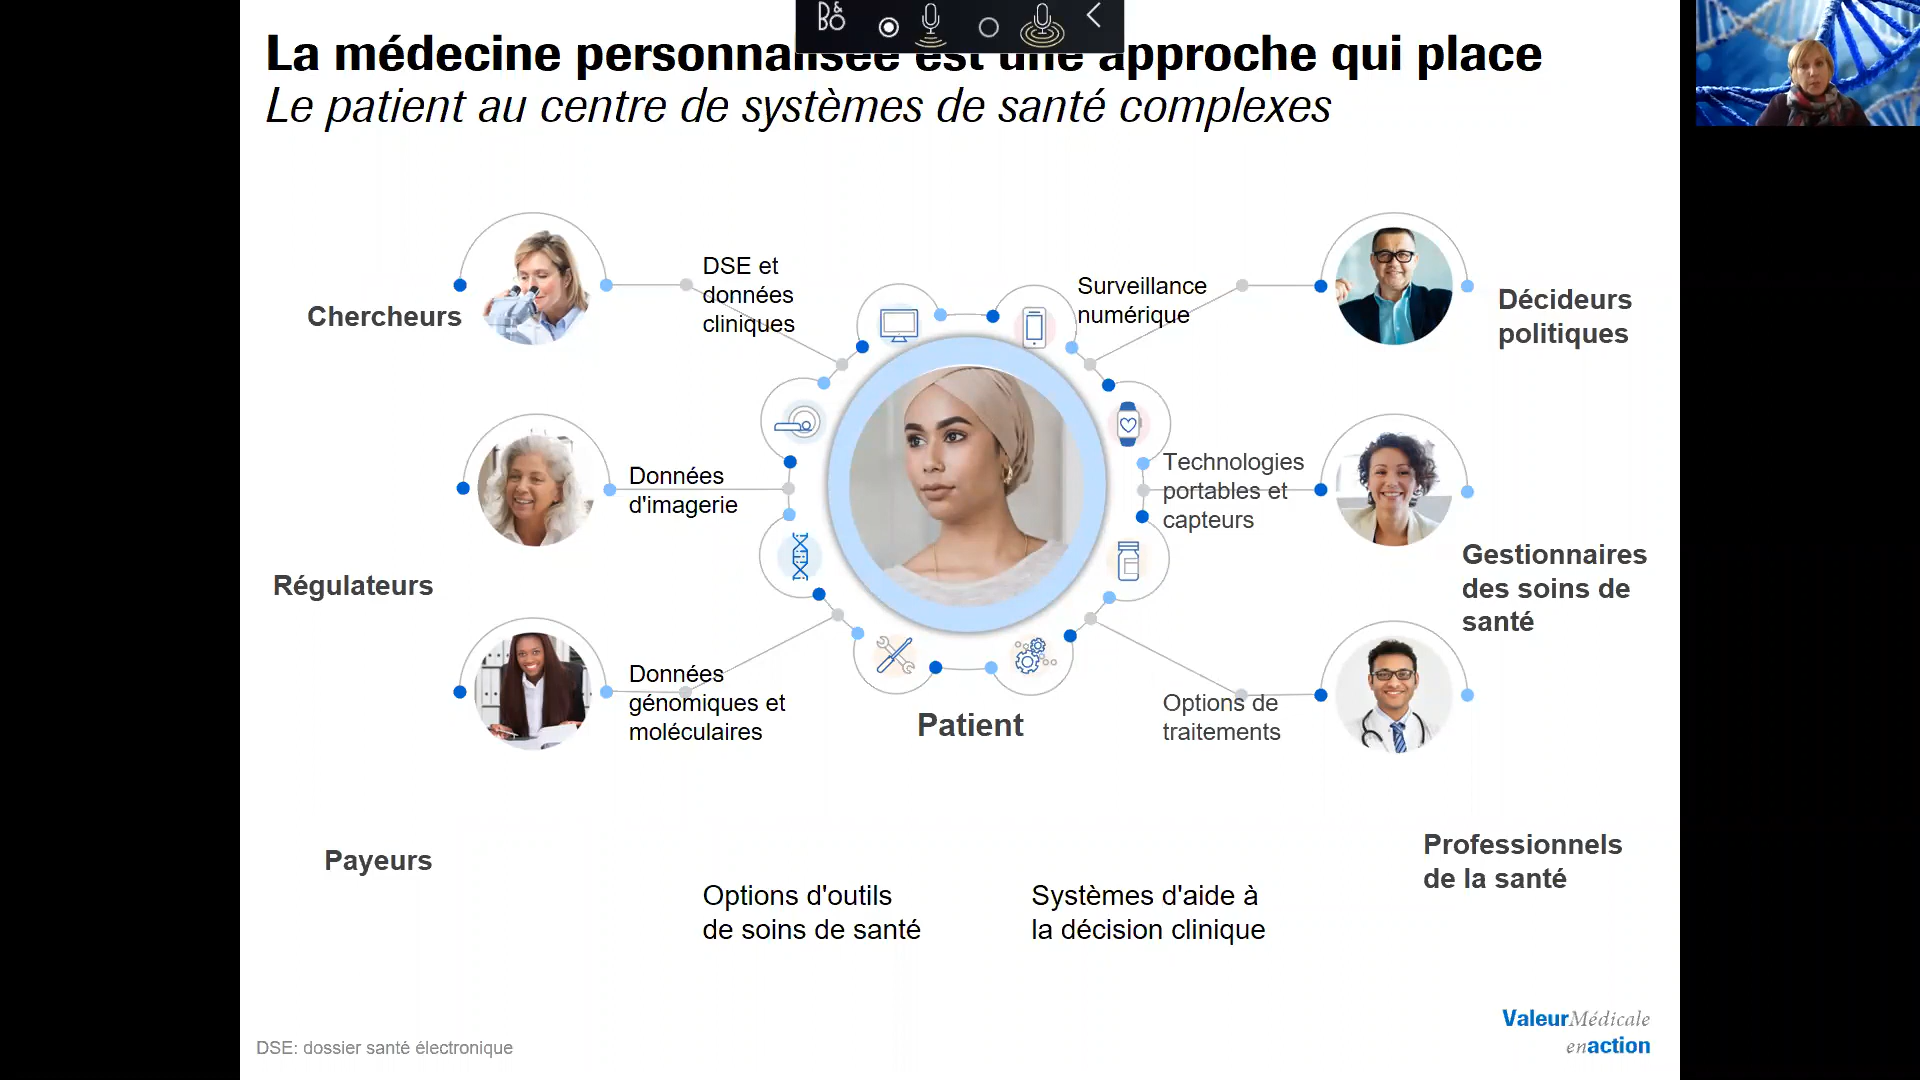 B&O
La médecine personnalisée est une approche qui place
Le patient au centre de systèmes de santé complexes
Chercheurs
DSE et
données
cliniques
Surveillance
numérique
Décideurs
politiques
Données
d'imagerie
Technologies
portables et
capteurs
Régulateurs
Gestionnaires
des soins de
santé
Données
génomiques et
moléculaires
Patient
Options de
traitements
Payeurs
Professionnels
de la santé
Options d'outils
de soins de santé
Systèmes d'aide à
la décision clinique
ValeurMédicale
enaction
DSE: dossier santé électronique